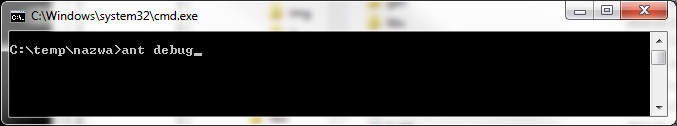 C:\Windows\system32\cmd.exe
C:\temp\nazwa>ant debug_